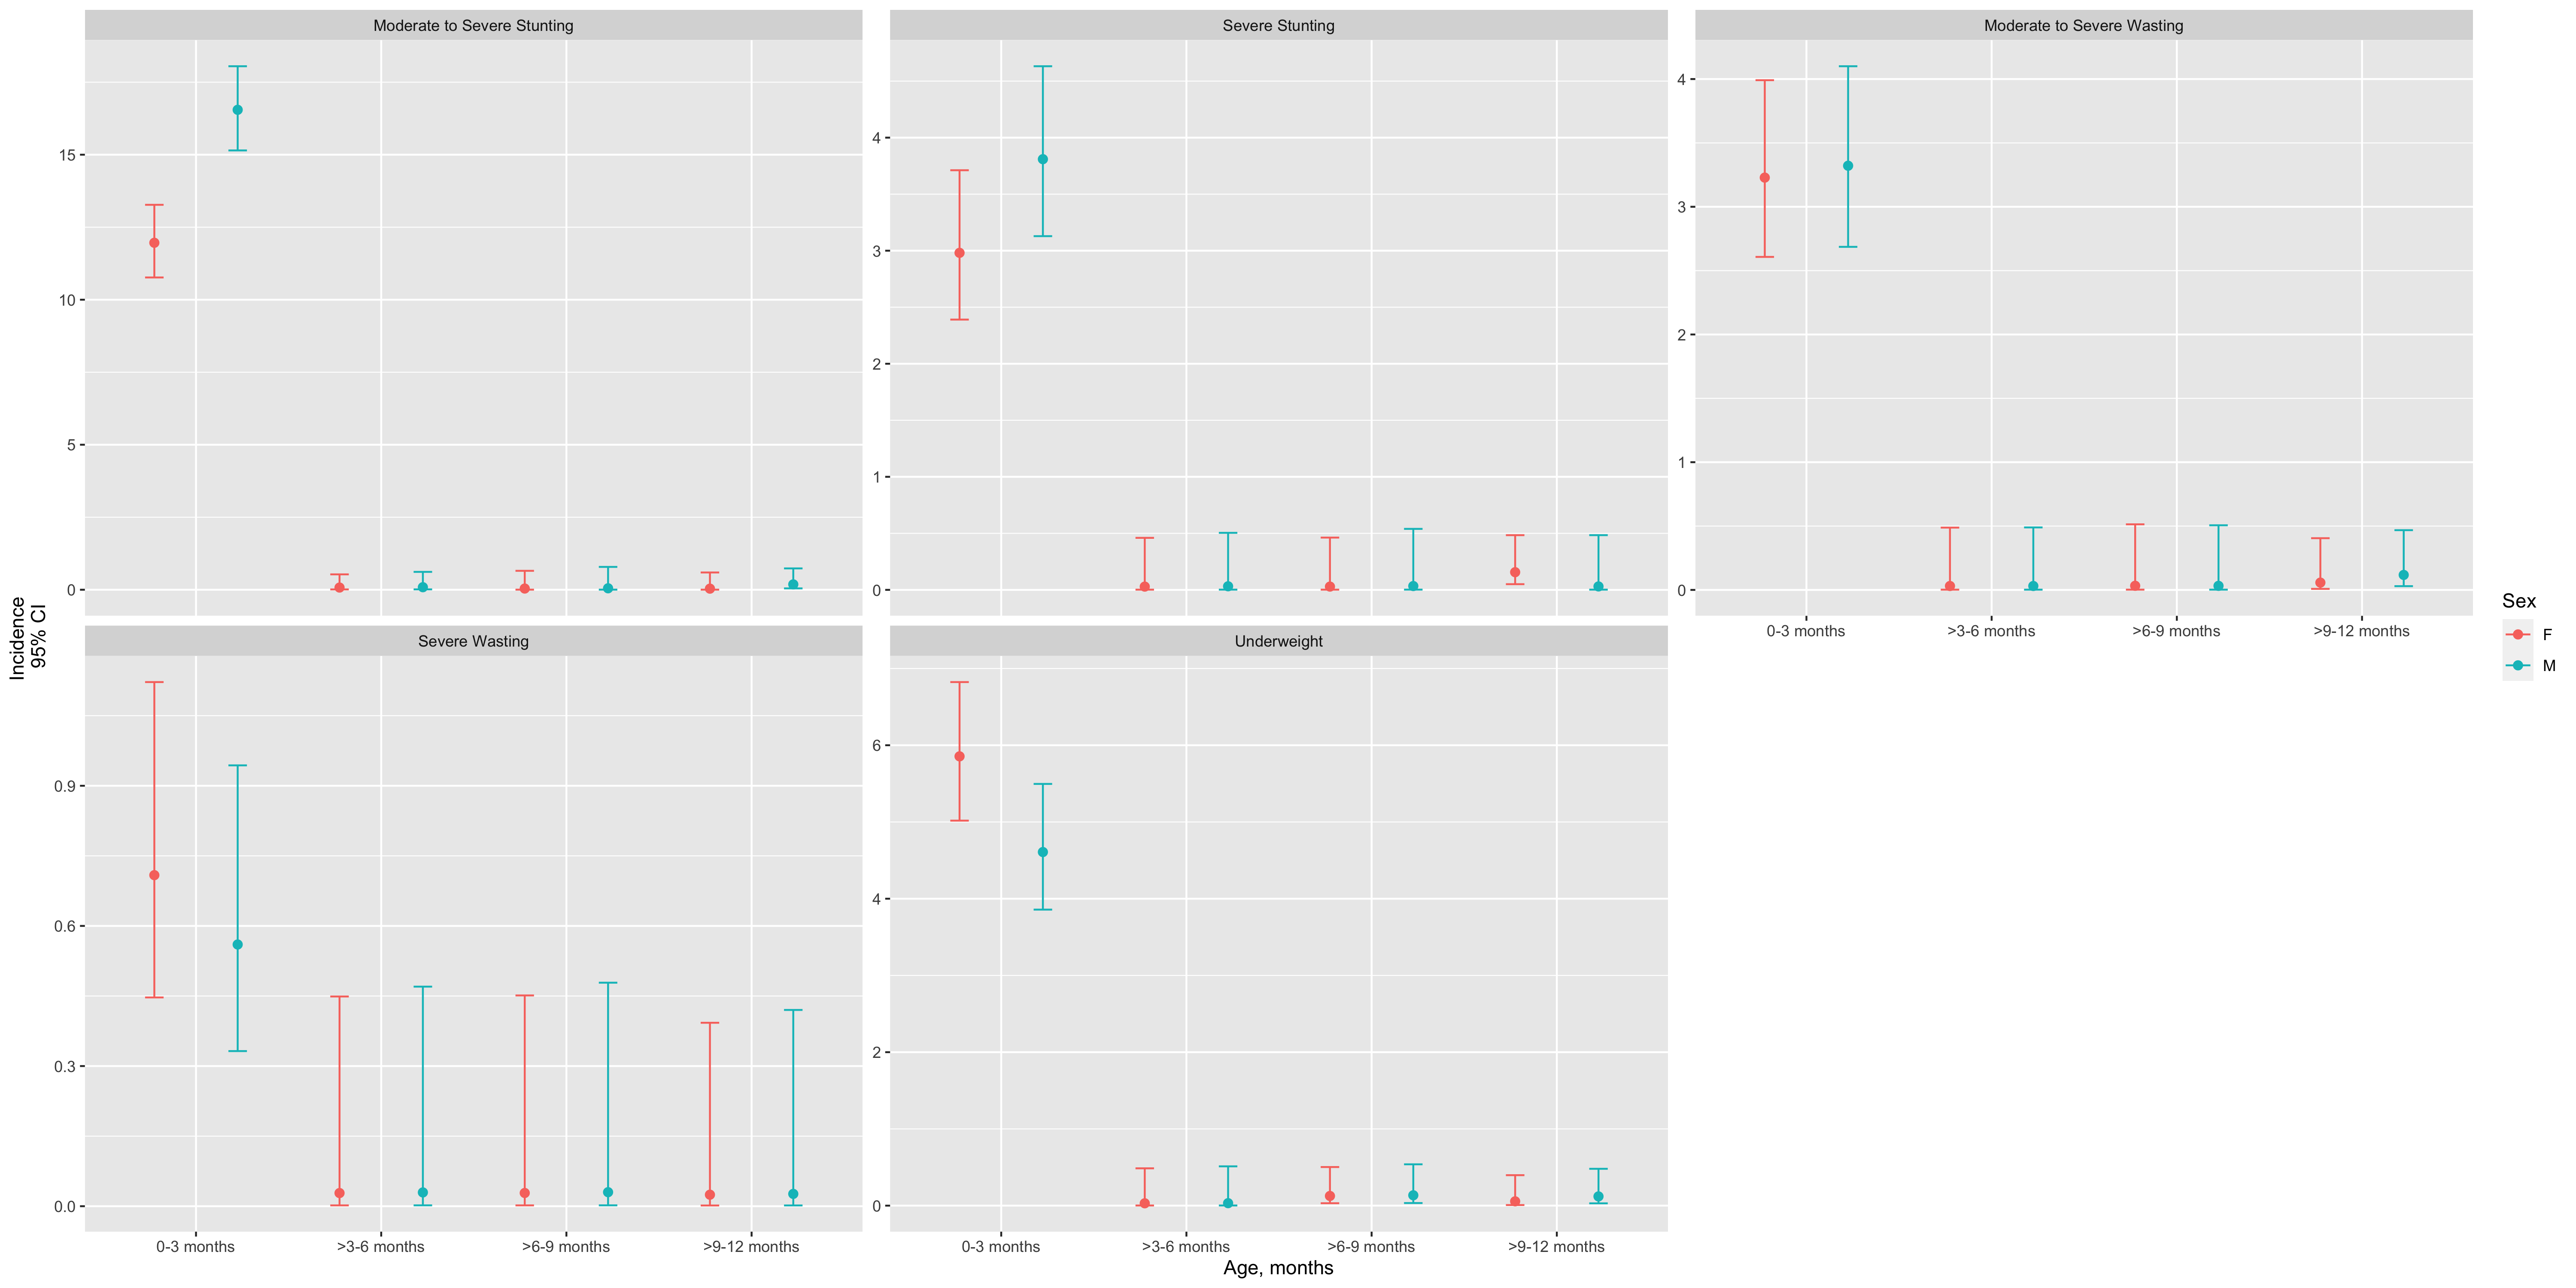 Moderate to Severe Stunting
Severe Stunting
Moderate to Severe Wasting
15
10
5
0
4
3
2
1
0
4
3
2
1
0
0-3 months
>3-6 months
>6-9 months
>9-12 months
Incidence
95% CI
Severe Wasting
Underweight
0.9
0.6
0.3
0.0
6
4
2
0
0-3 months
>3-6 months
>6-9 months
>9-12 months
0-3 months
>3-6 months
>6-9 months
>9-12 months
Age, months
Sex
F
M